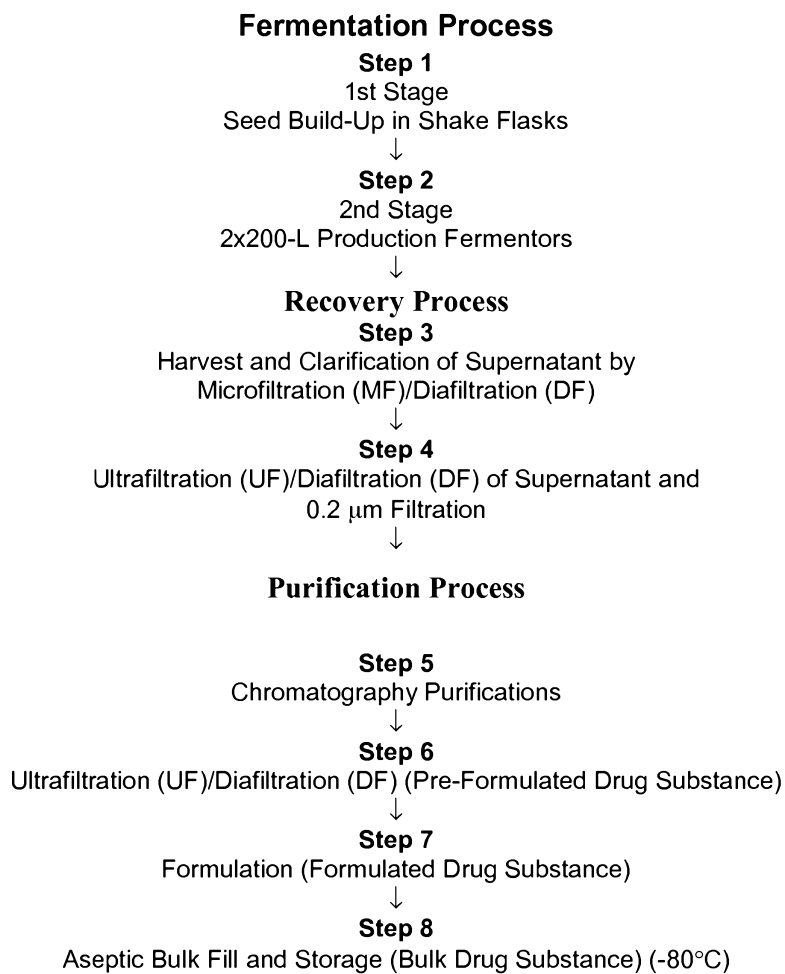 Fermentation Process
Step 1
1st Stage
Seed Build-Up in Shake Flasks
↓
Step 2
2nd Stage
2x200-L Production Fermentors
↓
Recovery Process
Step 3
Harvest and Clarification of Supernatant by
Microfiltration (MF)/Diafiltration (DF)
↓
Step 4
Ultrafiltration (UF)/Diafiltration (DF) of Supernatant and
0.2 μm Filtration
↓
Purification Process
Step 5
Chromatography Purifications
↓
Step 6
Ultrafiltration (UF)/Diafiltration (DF) (Pre-Formulated Drug Substance)
↓
Step 7
Formulation (Formulated Drug Substance)
↓
Step 8
Aseptic Bulk Fill and Storage (Bulk Drug Substance) (-80°C)